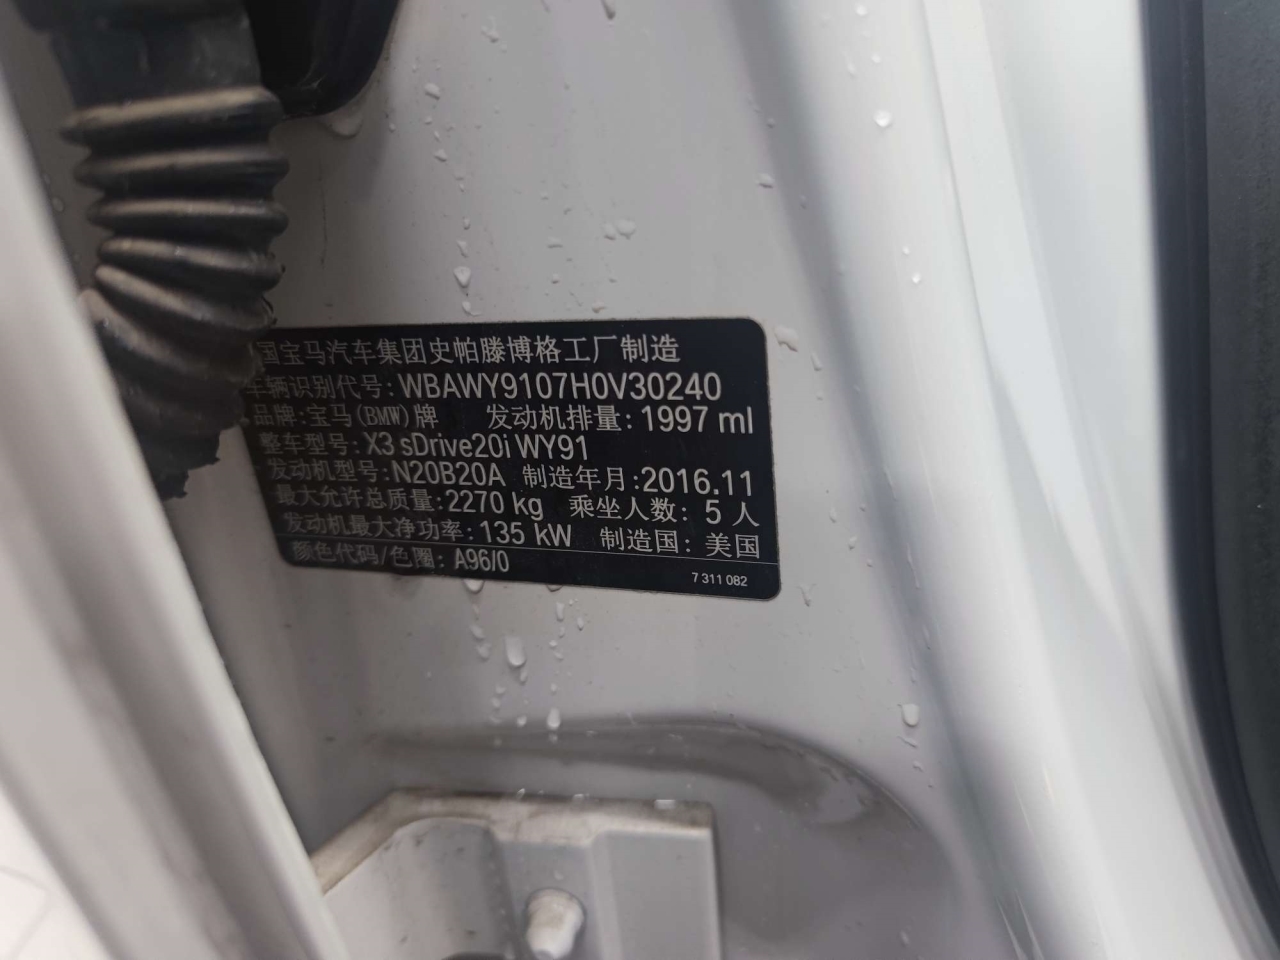 国宝马汽车集团史帕滕博格工厂制造
车辆识别代号: WBAWY9107H0V30240
品牌:宝马(BMW)牌 发动机排量: 1997 ml
整车型号: X3 sDrive20i WY91
发动机型号: N20B20A 制造年月:2016.11
最大允许总质量: 2270 kg 乘坐人数: 5 人
发动机最大净功率: 135 kW 制造国: 美国
颜色代码/色圈: A96/0
7 311 082